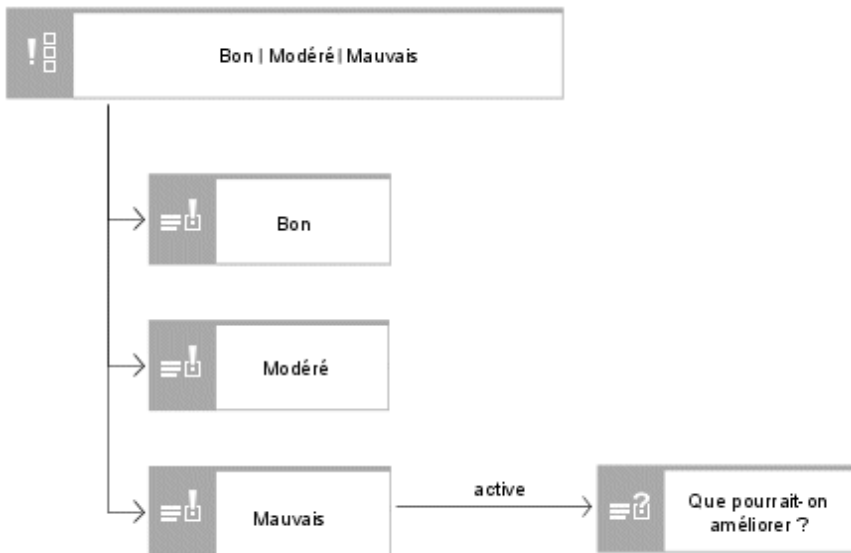 Bon | Modéré | Mauvais
Bon
Modéré
Mauvais
active
Que pourrait-on
améliorer ?